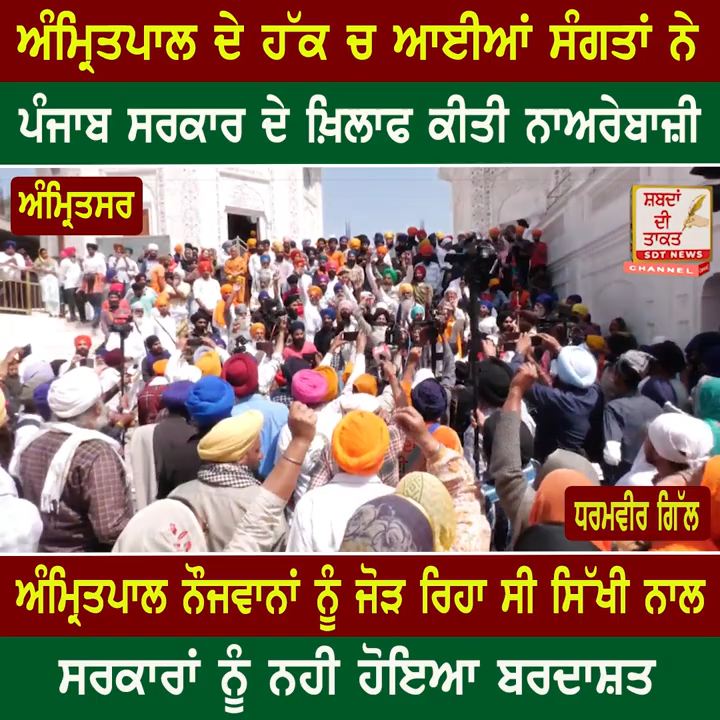 ਅੰਮ੍ਰਿਤਪਾਲ ਦੇ ਹੱਕ ਚ ਆਈਆਂ ਸੰਗਤਾਂ ਨੇ
ਪੰਜਾਬ ਸਰਕਾਰ ਦੇ ਖ਼ਿਲਾਫ ਕੀਤੀ ਨਾਅਰੇਬਾਜ਼ੀ
ਅੰਮ੍ਰਿਤਸਰ
ਸ਼ਬਦਾਂ
ਦੀ
ਤਾਕਤ
SDT NEWS
CHANNEL
ਧਰਮਵੀਰ ਗਿੱਲ
ਅੰਮ੍ਰਿਤਪਾਲ ਨੌਜਵਾਨਾਂ ਨੂੰ ਜੋੜ ਰਿਹਾ ਸੀ ਸਿੱਖੀ ਨਾਲ
ਸਰਕਾਰਾਂ ਨੂੰ ਨਹੀ ਹੋਇਆ ਬਰਦਾਸ਼ਤ